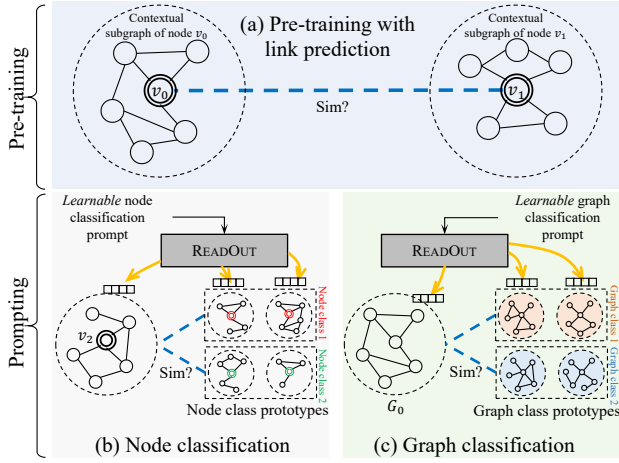 Pre-training
Contextual
subgraph of node v0
(a) Pre-training with
link prediction
Contextual
subgraph of node v1
v0
Sim?
v1
Prompting
Learnable node
classification
prompt
READOUT
v2
Sim?
Node class 1
Node class 2
Node class prototypes
(b) Node classification
Learnable graph
classification
prompt
READOUT
G0
Sim?
Graph class 1
Graph class 2
Graph class prototypes
(c) Graph classification